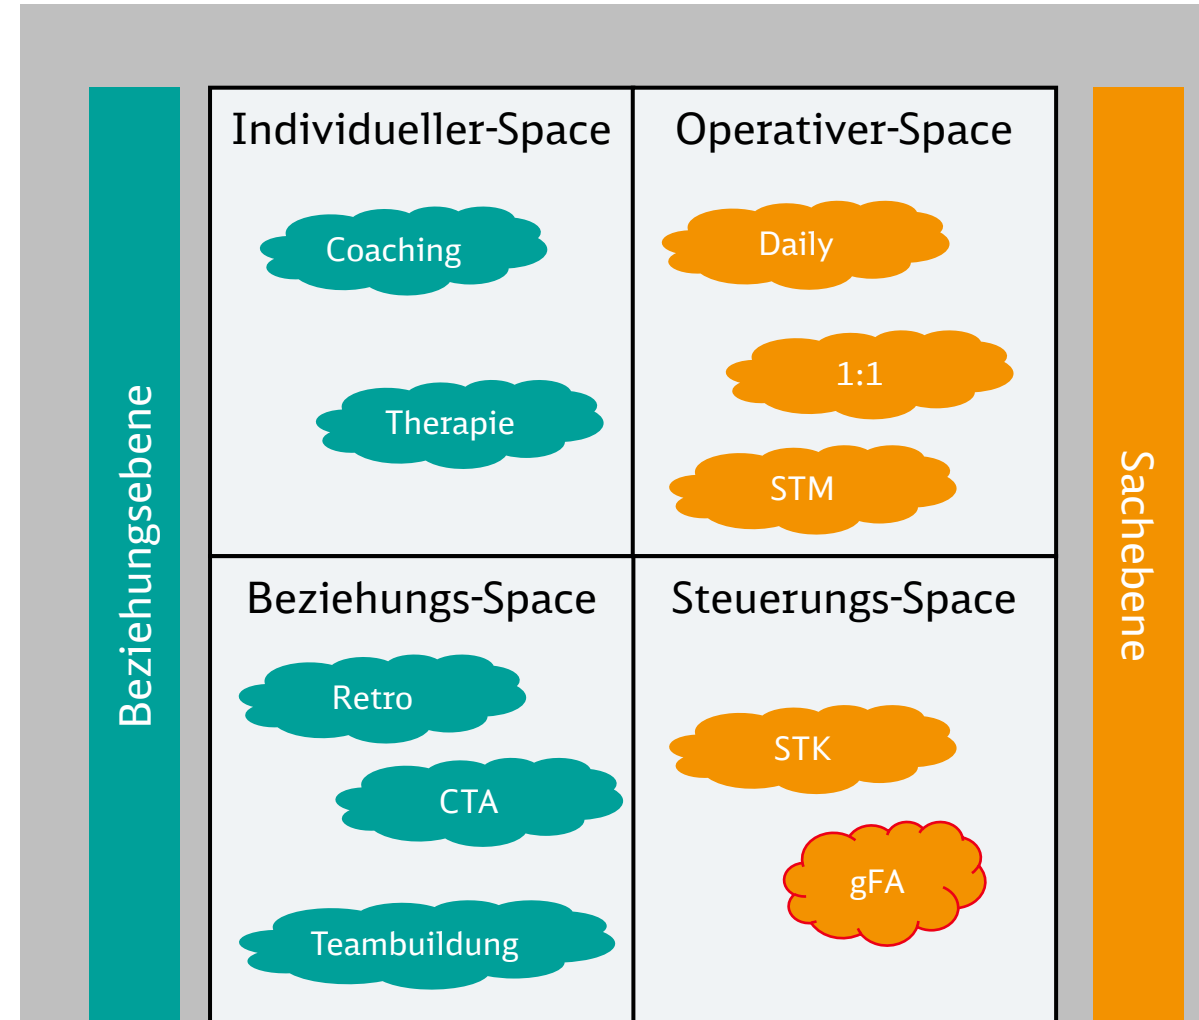 Beziehungsebene
Individueller-Space
Coaching
Therapie
Operativer-Space
Daily
1:1
STM
Beziehungs-Space
Retro
CTA
Teambuildung
Steuerungs-Space
STK
gFA
Sachebene